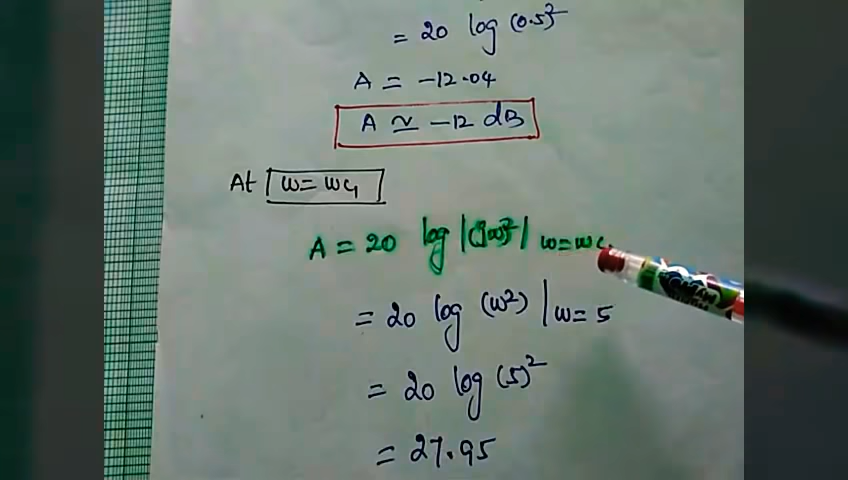 = 20 log (0.5)²
A = -12.04
A ≃ -12 dB
At w = wc₁
A = 20 log |(jw)²| w=wc
= 20 log (w²) | w = 5
= 20 log (5)²
= 27.95